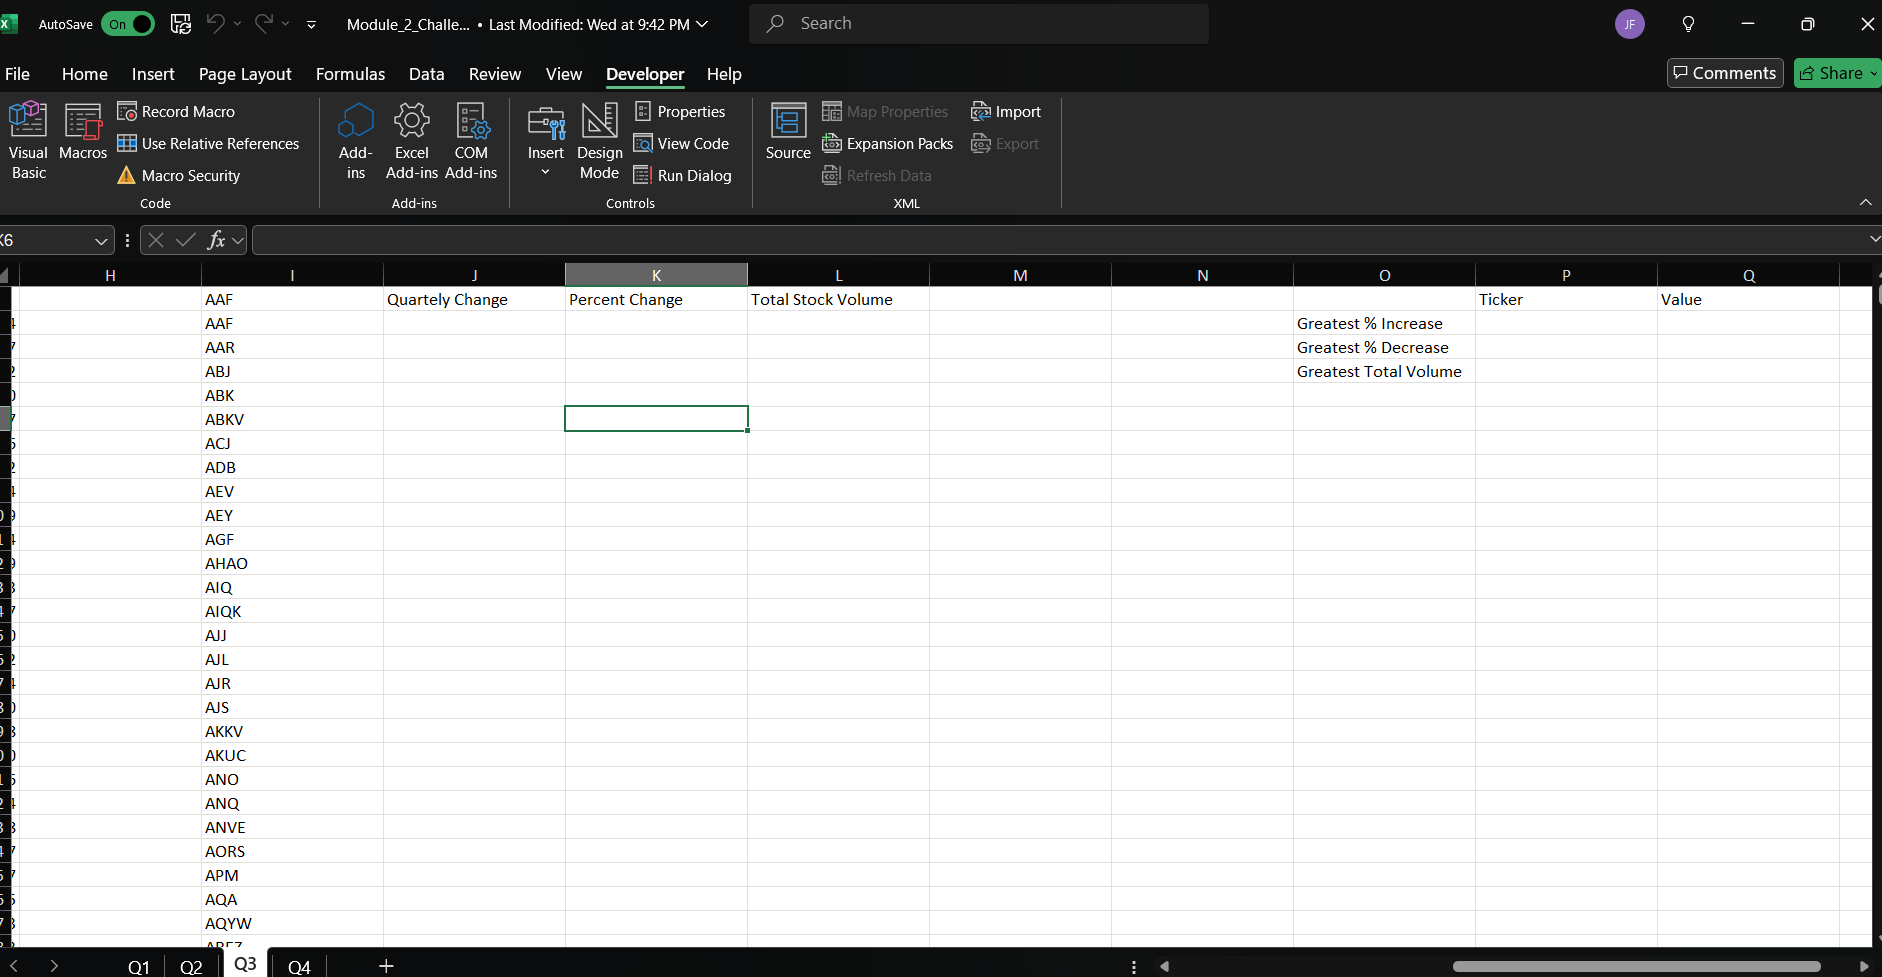 AutoSave On Module_2_Challe... • Last Modified: Wed at 9:42 PM Search JF
File Home Insert Page Layout Formulas Data Review View Developer Help Comments Share
Visual Basic Macros Record Macro Use Relative References Macro Security Code
Add-ins Excel Add-ins COM Add-ins Add-ins
Insert Design Mode Properties View Code Run Dialog Controls
Source Map Properties Expansion Packs Refresh Data Import Export XML
fx
H I J K L M N O P Q
AAF Quartely Change Percent Change Total Stock Volume Ticker Value
AAF Greatest % Increase
AAR Greatest % Decrease
ABJ Greatest Total Volume
ABK
ABKV
ACJ
ADB
AEV
AEY
AGF
AHAO
AIQ
AIQK
AJJ
AJL
AJR
AJS
AKKV
AKUC
ANO
ANQ
ANVE
AORS
APM
AQA
AQYW
Q1 Q2 Q3 Q4